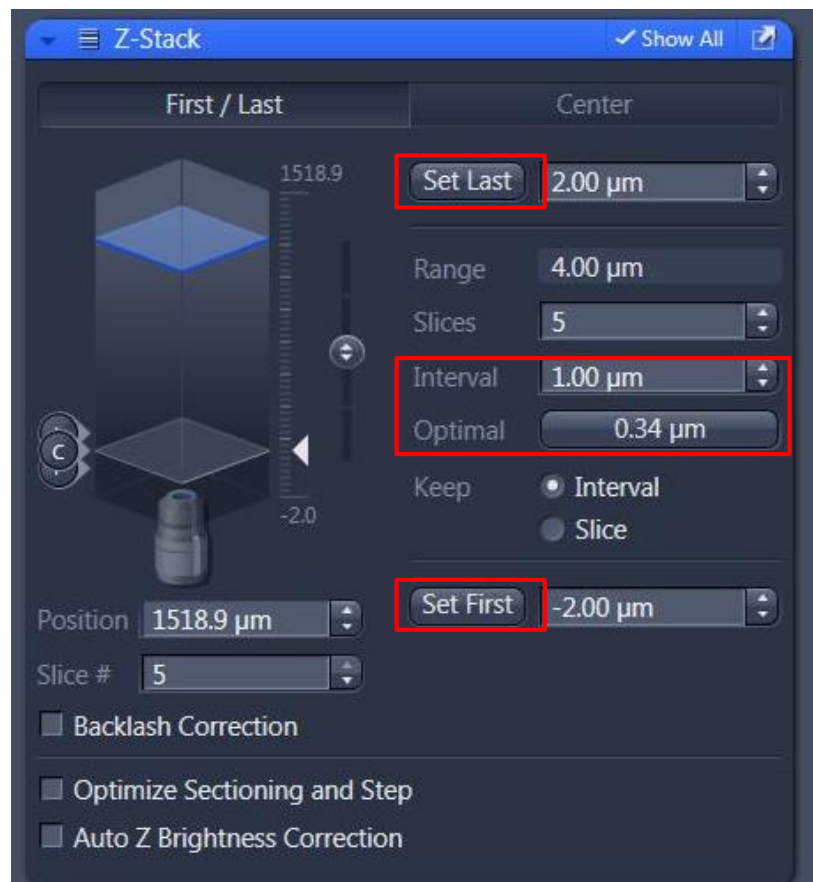 Z-Stack ✓ Show All
First / Last Center
1518.9
Set Last 2.00 µm
Range 4.00 µm
Slices 5
Interval 1.00 µm
Optimal 0.34 µm
C
Keep Interval
-2.0
Slice
Set First -2.00 µm
Position 1518.9 µm
Slice # 5
Backlash Correction
Optimize Sectioning and Step
Auto Z Brightness Correction